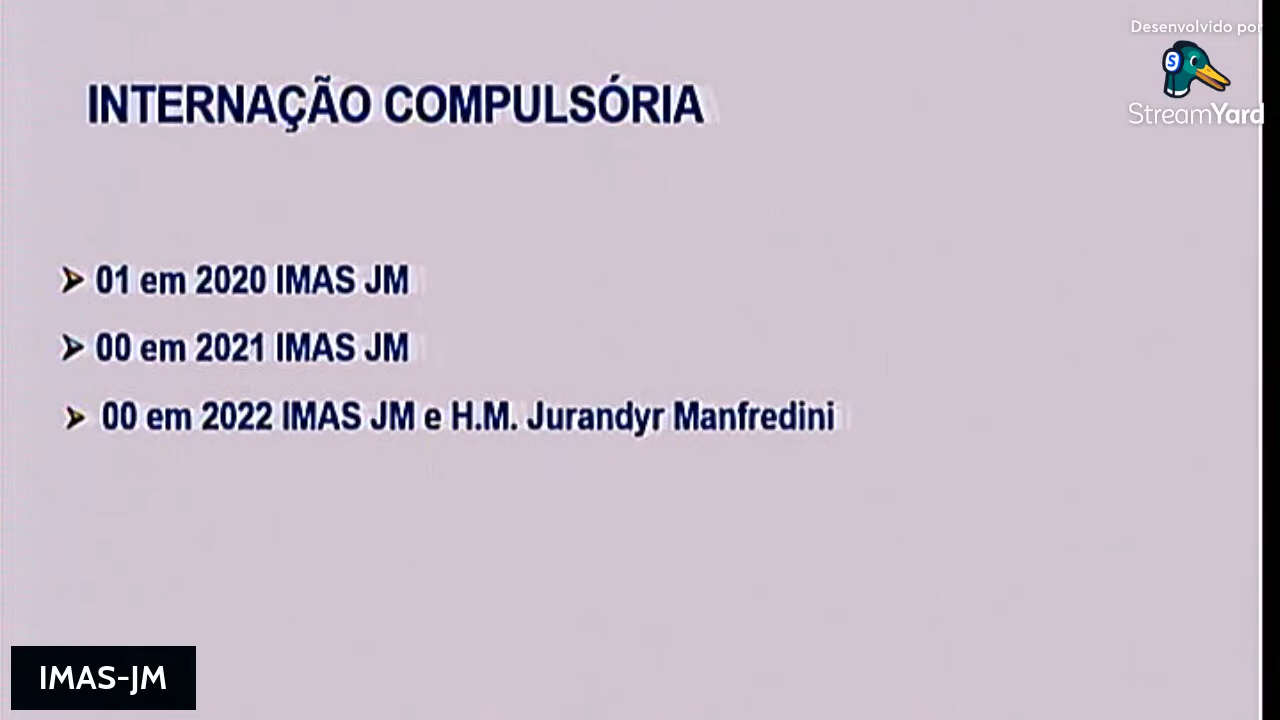 Desenvolvido por
StreamYard
INTERNAÇÃO COMPULSÓRIA
➢ 01 em 2020 IMAS JM
➢ 00 em 2021 IMAS JM
➢ 00 em 2022 IMAS JM e H.M. Jurandyr Manfredini
IMAS-JM